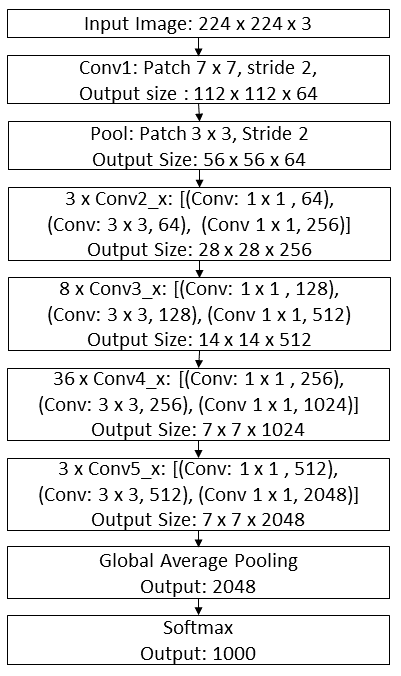 Input Image: 224 x 224 x 3
Conv1: Patch 7 x 7, stride 2,
Output size : 112 x 112 x 64
Pool: Patch 3 x 3, Stride 2
Output Size: 56 x 56 x 64
3 x Conv2_x: [(Conv: 1 x 1 , 64),
(Conv: 3 x 3, 64), (Conv 1 x 1, 256)]
Output Size: 28 x 28 x 256
8 x Conv3_x: [(Conv: 1 x 1 , 128),
(Conv: 3 x 3, 128), (Conv 1 x 1, 512)
Output Size: 14 x 14 x 512
36 x Conv4_x: [(Conv: 1 x 1 , 256),
(Conv: 3 x 3, 256), (Conv 1 x 1, 1024)]
Output Size: 7 x 7 x 1024
3 x Conv5_x: [(Conv: 1 x 1 , 512),
(Conv: 3 x 3, 512), (Conv 1 x 1, 2048)]
Output Size: 7 x 7 x 2048
Global Average Pooling
Output: 2048
Softmax
Output: 1000